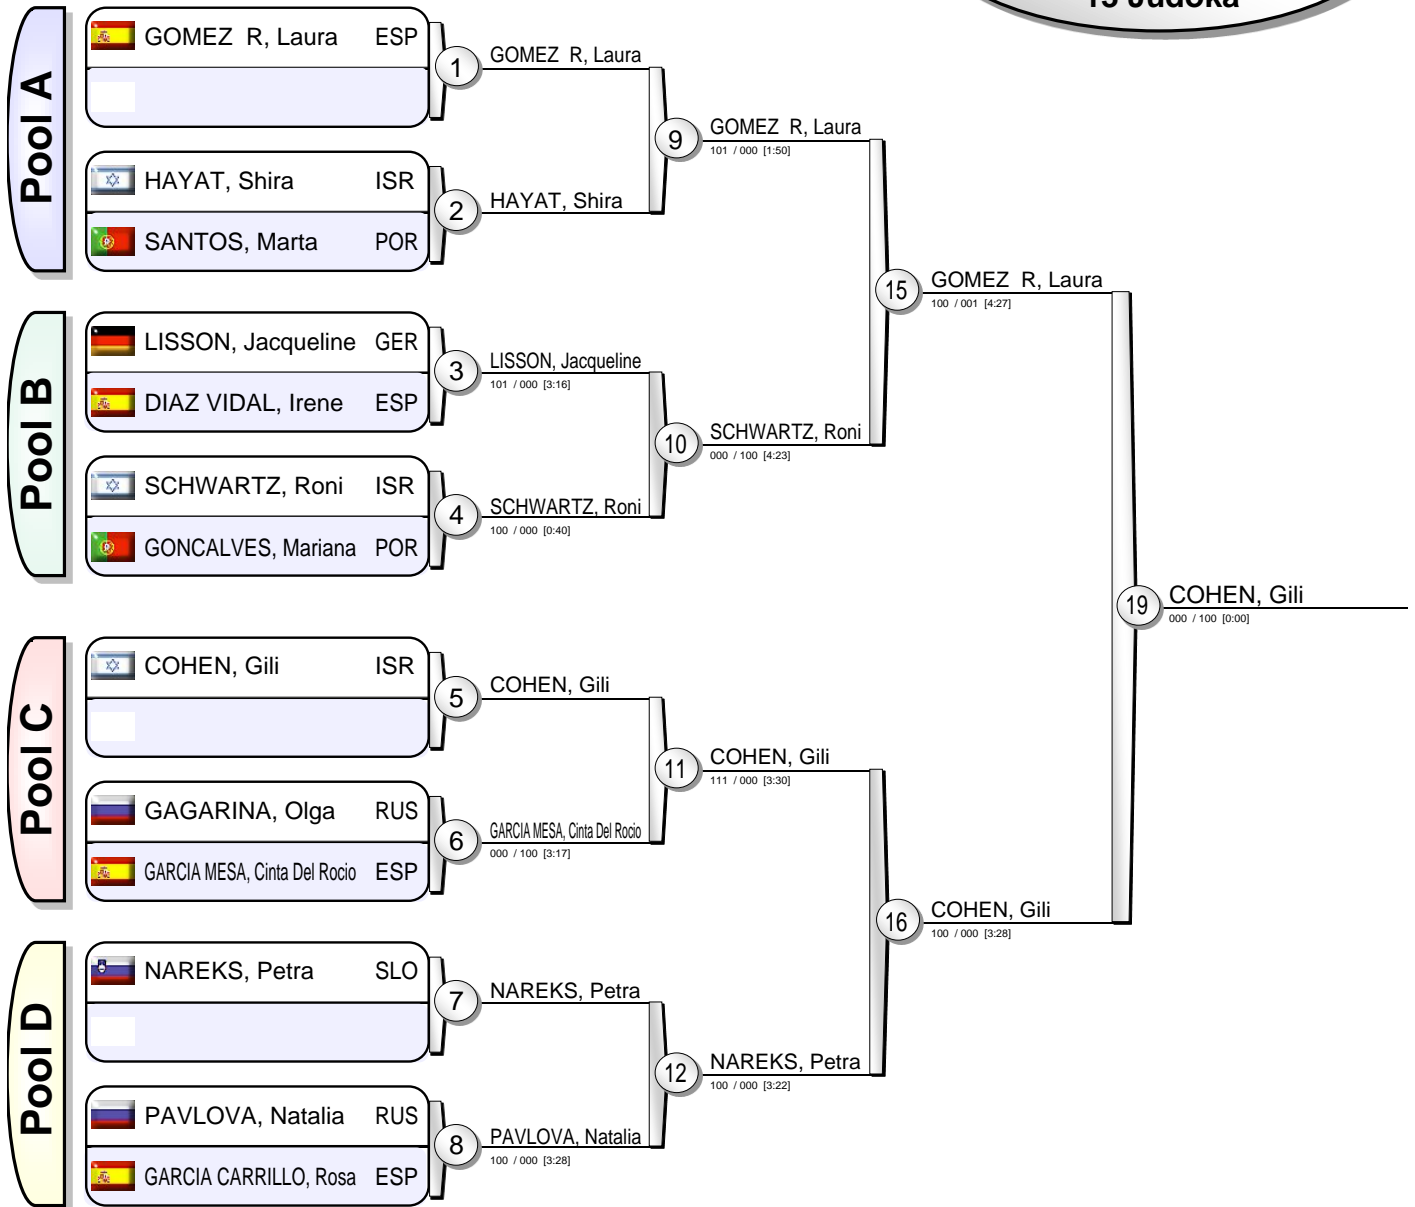 13 Judoka
Pool A
GOMEZ R, Laura ESP
1
GOMEZ R, Laura
HAYAT, Shira ISR
SANTOS, Marta POR
2
HAYAT, Shira
9
GOMEZ R, Laura
101 / 000 [1:50]
Pool B
LISSON, Jacqueline GER
DIAZ VIDAL, Irene ESP
3
LISSON, Jacqueline
101 / 000 [3:16]
SCHWARTZ, Roni ISR
GONCALVES, Mariana POR
4
SCHWARTZ, Roni
100 / 000 [0:40]
10
SCHWARTZ, Roni
000 / 100 [4:23]
15
GOMEZ R, Laura
100 / 001 [4:27]
Pool C
COHEN, Gili ISR
5
COHEN, Gili
GAGARINA, Olga RUS
GARCIA MESA, Cinta Del Rocio ESP
6
GARCIA MESA, Cinta Del Rocio
000 / 100 [3:17]
11
COHEN, Gili
111 / 000 [3:30]
Pool D
NAREKS, Petra SLO
7
NAREKS, Petra
PAVLOVA, Natalia RUS
GARCIA CARRILLO, Rosa ESP
8
PAVLOVA, Natalia
100 / 000 [3:28]
12
NAREKS, Petra
100 / 000 [3:22]
16
COHEN, Gili
100 / 000 [3:28]
19
COHEN, Gili
000 / 100 [0:00]